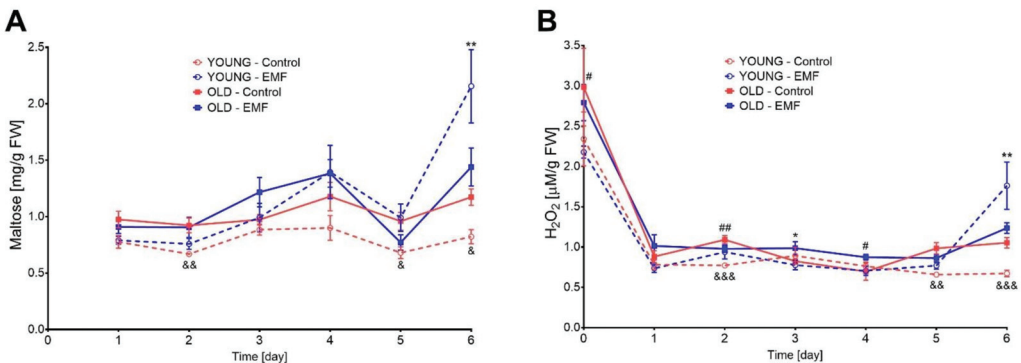 A
Maltose [mg/g FW]
2.5
2.0
1.5
1.0
0.5
0.0
YOUNG - Control
YOUNG - EMF
OLD - Control
OLD - EMF
**
&&
&
&
0 1 2 3 4 5 6
Time [day]
B
H₂O₂ [µM/g FW]
3.5
3.0
2.5
2.0
1.5
1.0
0.5
0.0
YOUNG - Control
YOUNG - EMF
OLD - Control
OLD - EMF
#
**
##
*
#
&&&
&&
&&&
0 1 2 3 4 5 6
Time [day]